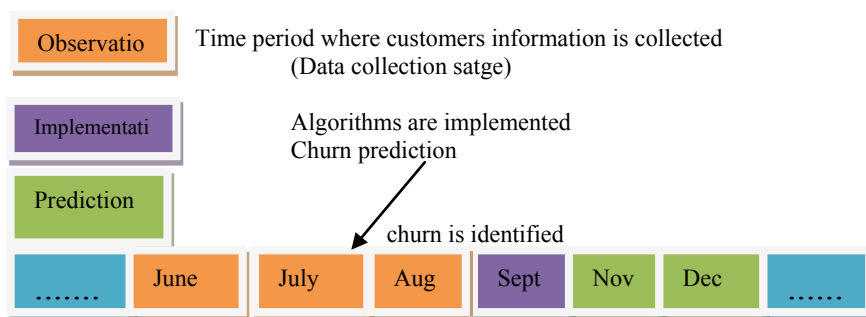 Observatio
Time period where customers information is collected
(Data collection satge)
Implementati
Algorithms are implemented
Churn prediction
Prediction
churn is identified
....... June July Aug Sept Nov Dec ......